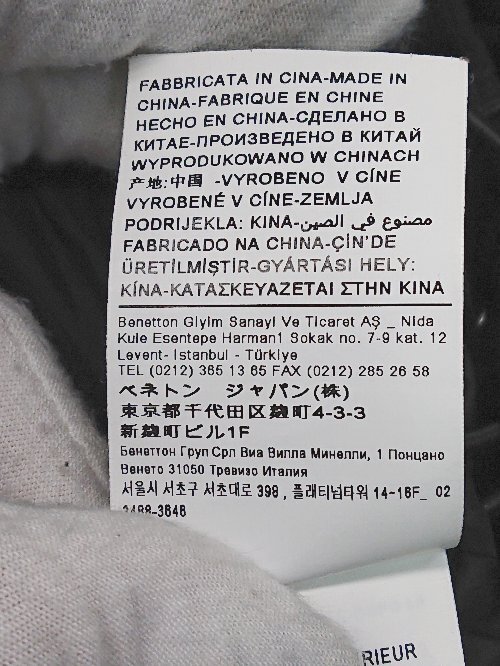 FABBRICATA IN CINA-MADE IN
CHINA-FABRIQUE EN CHINE
HECHO EN CHINA-СДЕЛАНО В
КИТАЕ-ПРОИЗВЕДЕНО В КИТАЙ
WYPRODUKOWANO W CHINACH
产地:中国 -VYROBENO V CÍNE
VYROBENÉ V CÍNE-ZEMLJA
PODRIJEKLA: KINA-مصنوع في الصين
FABRICADO NA CHINA-ÇİN'DE
ÜRETİLMİŞTİR-GYÁRTÁSI HELY:
KÍNA-ΚΑΤΑΣΚΕΥΑΖΕΤΑΙ ΣΤΗΝ ΚΙΝΑ
Benetton Giyim Sanayi Ve Ticaret AŞ _ Nida
Kule Esentepe Harman1 Sokak no. 7-9 kat. 12
Levent- Istanbul - Türkiye
TEL (0212) 365 13 65 FAX (0212) 285 26 58
ベネトン ジャパン(株)
東京都千代田区麹町4-3-3
新麹町ビル1F
Бенеттон Груп Срл Виа Вилла Минелли, 1 Понцано
Венето 31050 Тревизо Италия
서울시 서초구 서초대로 398 , 플래티넘타워 14-16F_ 02
3488-3648
RIEUR